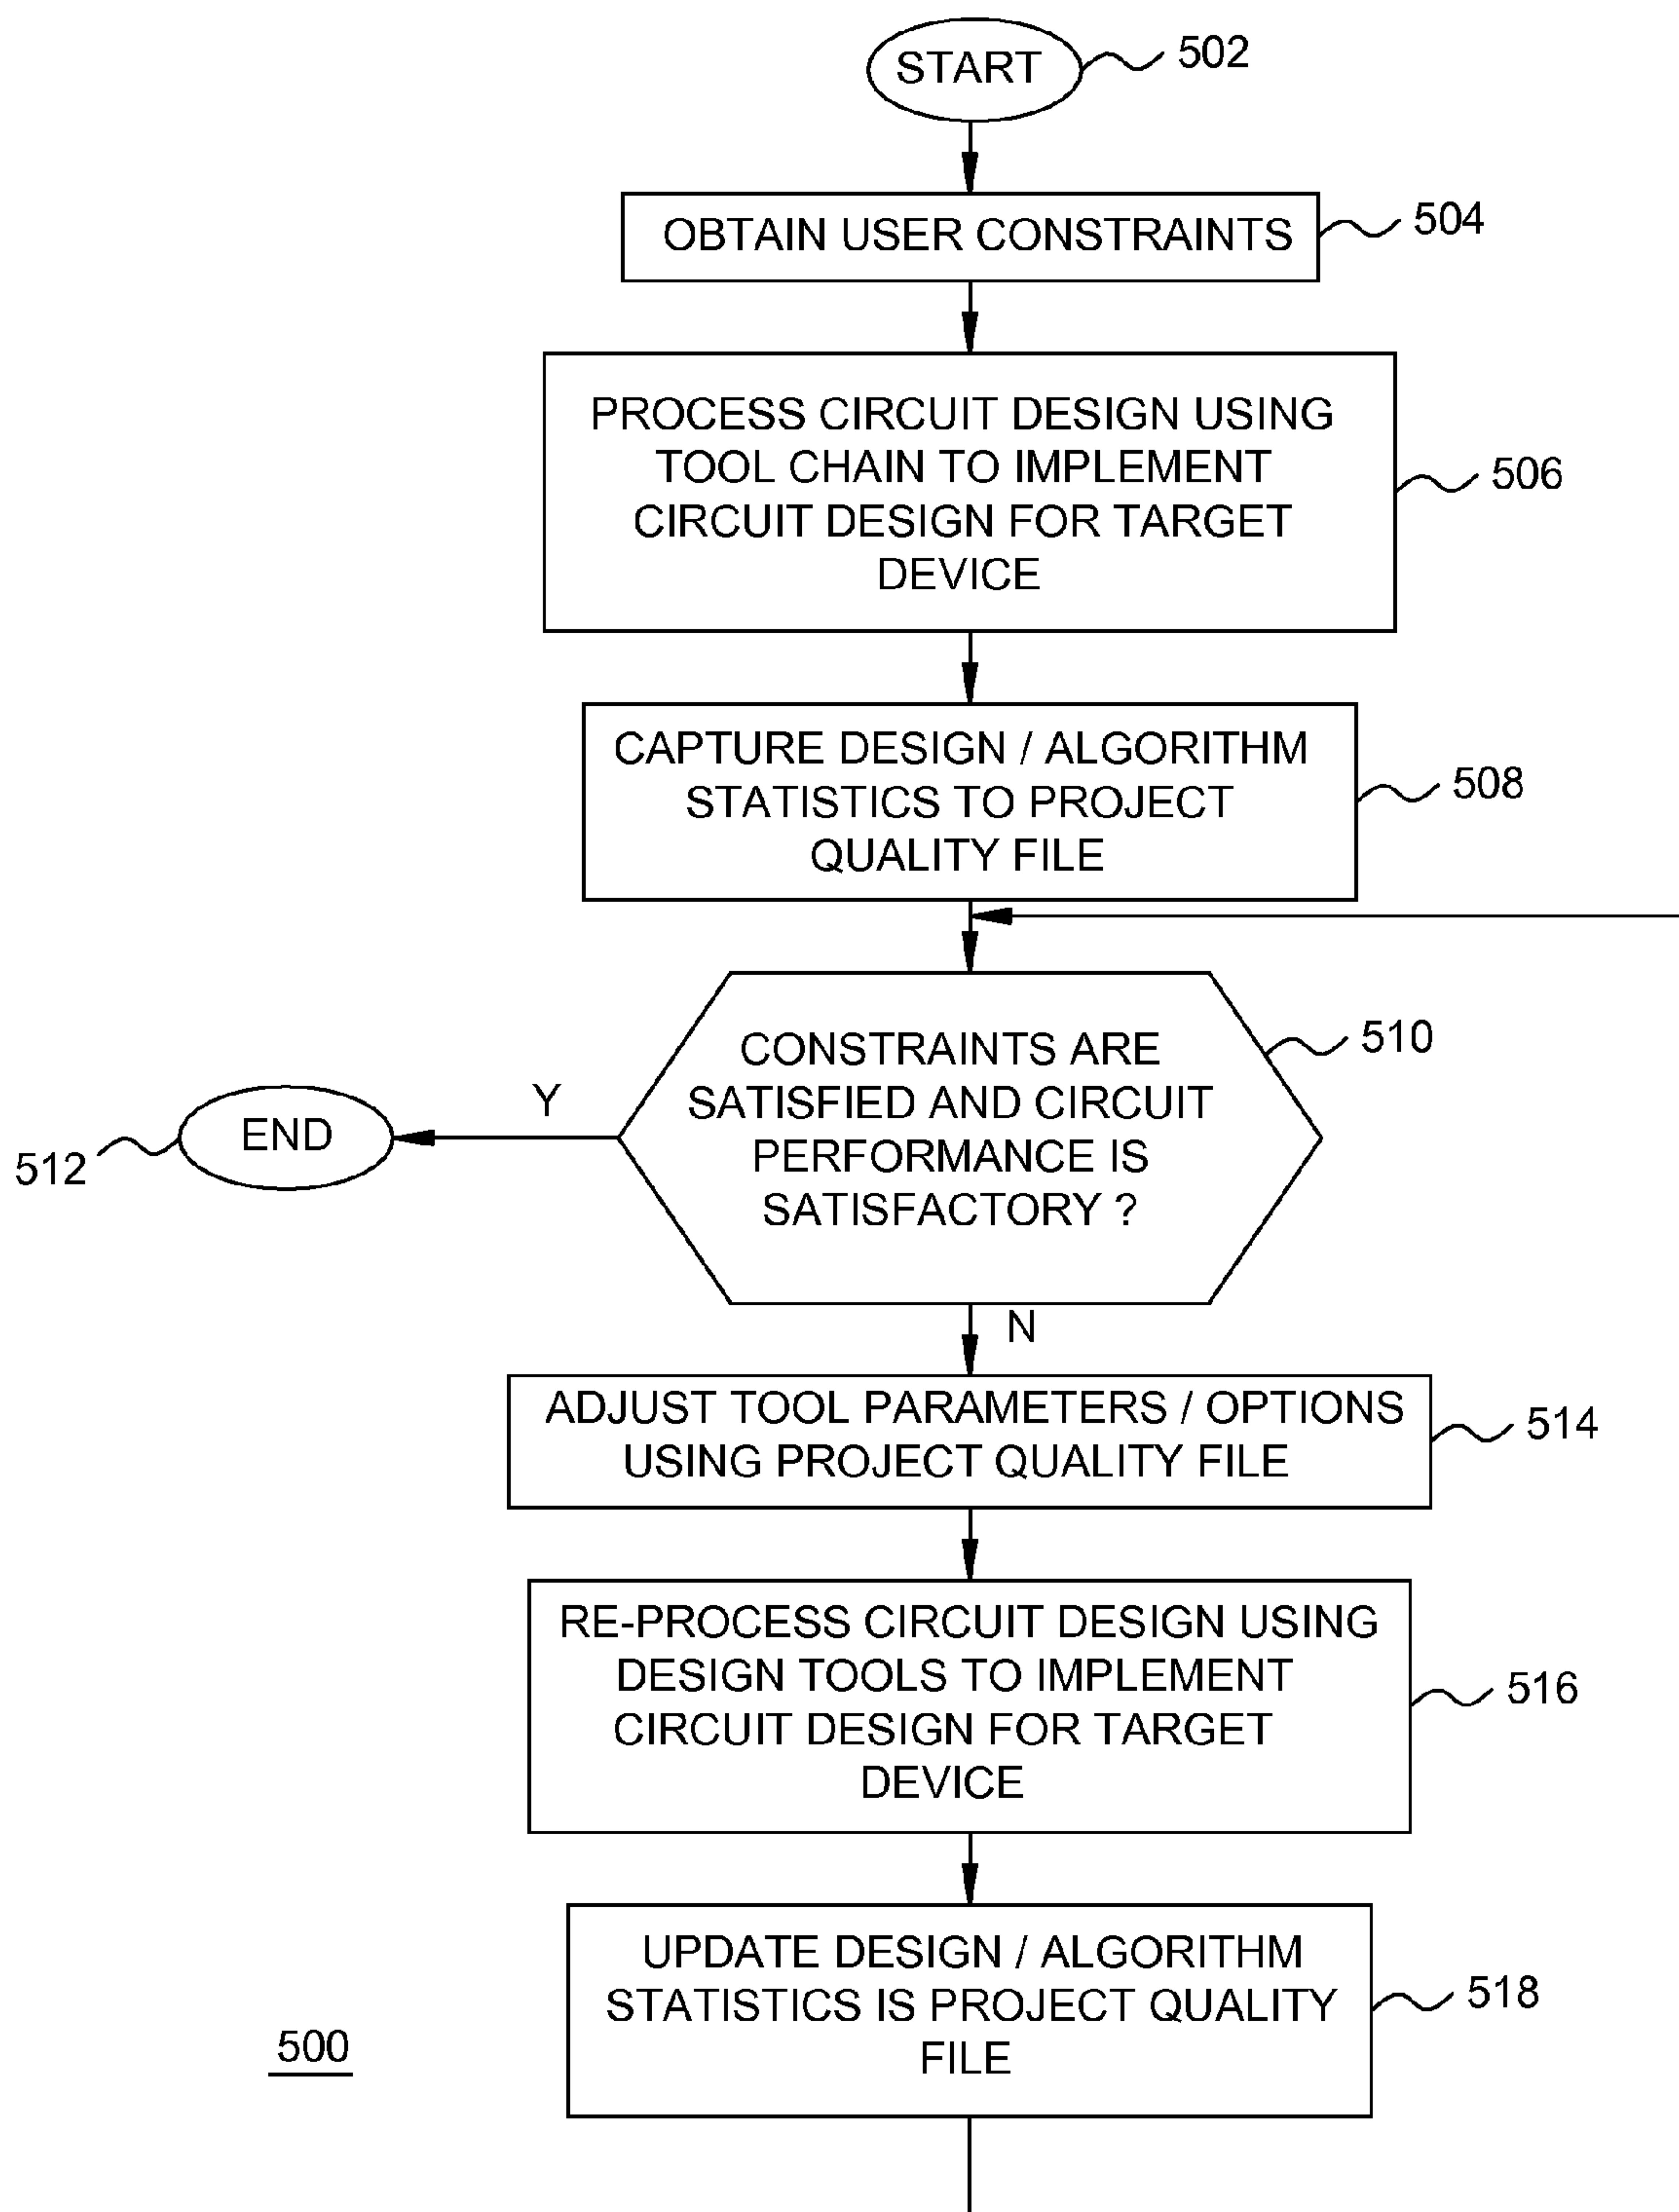 START
502
OBTAIN USER CONSTRAINTS
504
PROCESS CIRCUIT DESIGN USING
TOOL CHAIN TO IMPLEMENT
CIRCUIT DESIGN FOR TARGET
DEVICE
506
CAPTURE DESIGN / ALGORITHM
STATISTICS TO PROJECT
QUALITY FILE
508
CONSTRAINTS ARE
SATISFIED AND CIRCUIT
PERFORMANCE IS
SATISFACTORY ?
510
Y
END
512
N
ADJUST TOOL PARAMETERS / OPTIONS
USING PROJECT QUALITY FILE
514
RE-PROCESS CIRCUIT DESIGN USING
DESIGN TOOLS TO IMPLEMENT
CIRCUIT DESIGN FOR TARGET
DEVICE
516
UPDATE DESIGN / ALGORITHM
STATISTICS IS PROJECT QUALITY
FILE
518
500